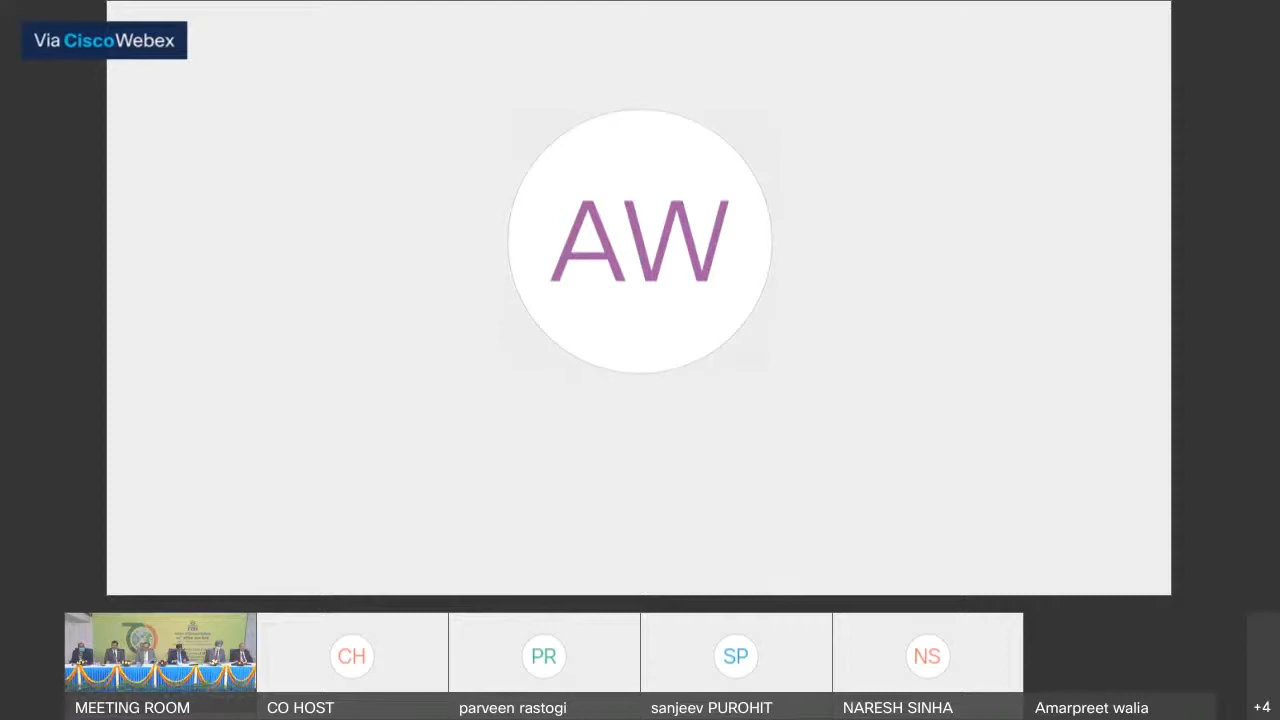 Via CiscoWebex
AW
CH
PR
SP
NS
MEETING ROOM
CO HOST
parveen rastogi
sanjeev PUROHIT
NARESH SINHA
Amarpreet walia
+4